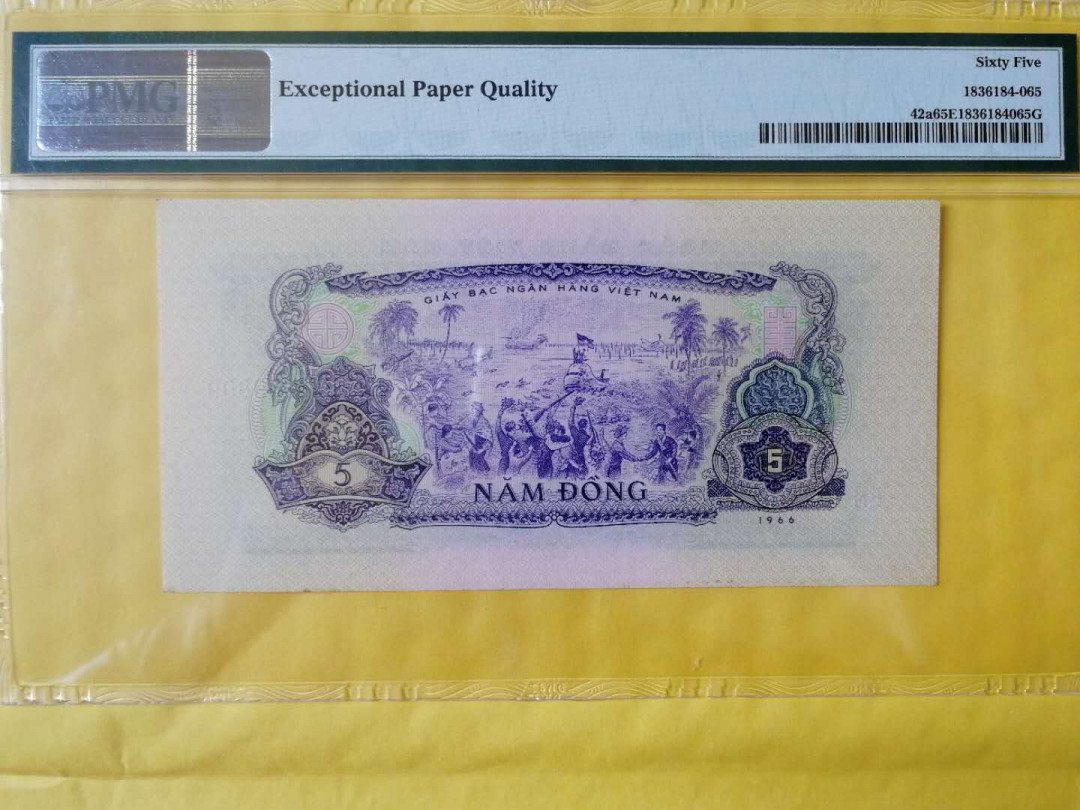 PMG
Exceptional Paper Quality
Sixty Five
1836184-065
42a65E1836184065G
GIẤY BẠC NGÂN HÀNG VIỆT NAM
5
5
NĂM ĐỒNG
1966